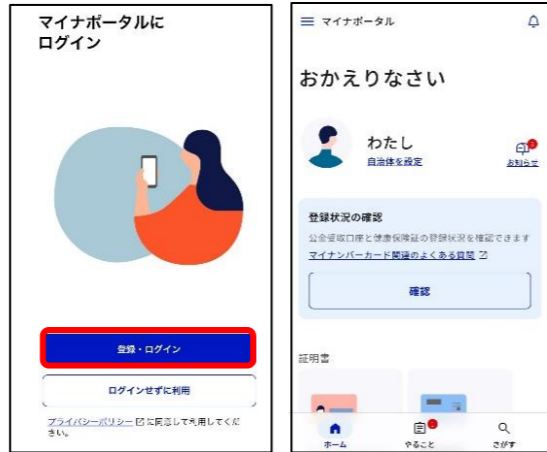 マイナポータルに
ログイン
登録・ログイン
ログインせずに利用
プライバシーポリシー に同意して利用してくだ
さい。
マイナポータル
おかえりなさい
わたし
自治体を設定
お知らせ
登録状況の確認
公金受取口座と健康保険証の登録状況を確認できます
マイナンバーカード関連のよくある質問
確認
証明書
ホーム
やること
さがす